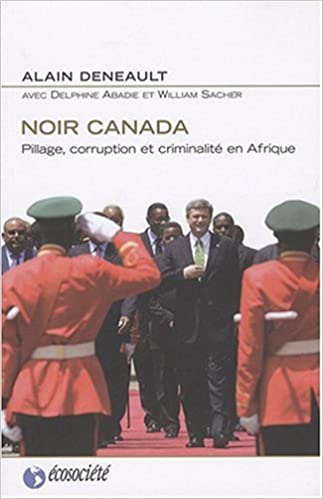 ALAIN DENEAULT
AVEC DELPHINE ABADIE ET WILLIAM SACHER
NOIR CANADA
Pillage, corruption et criminalité en Afrique
écosociété